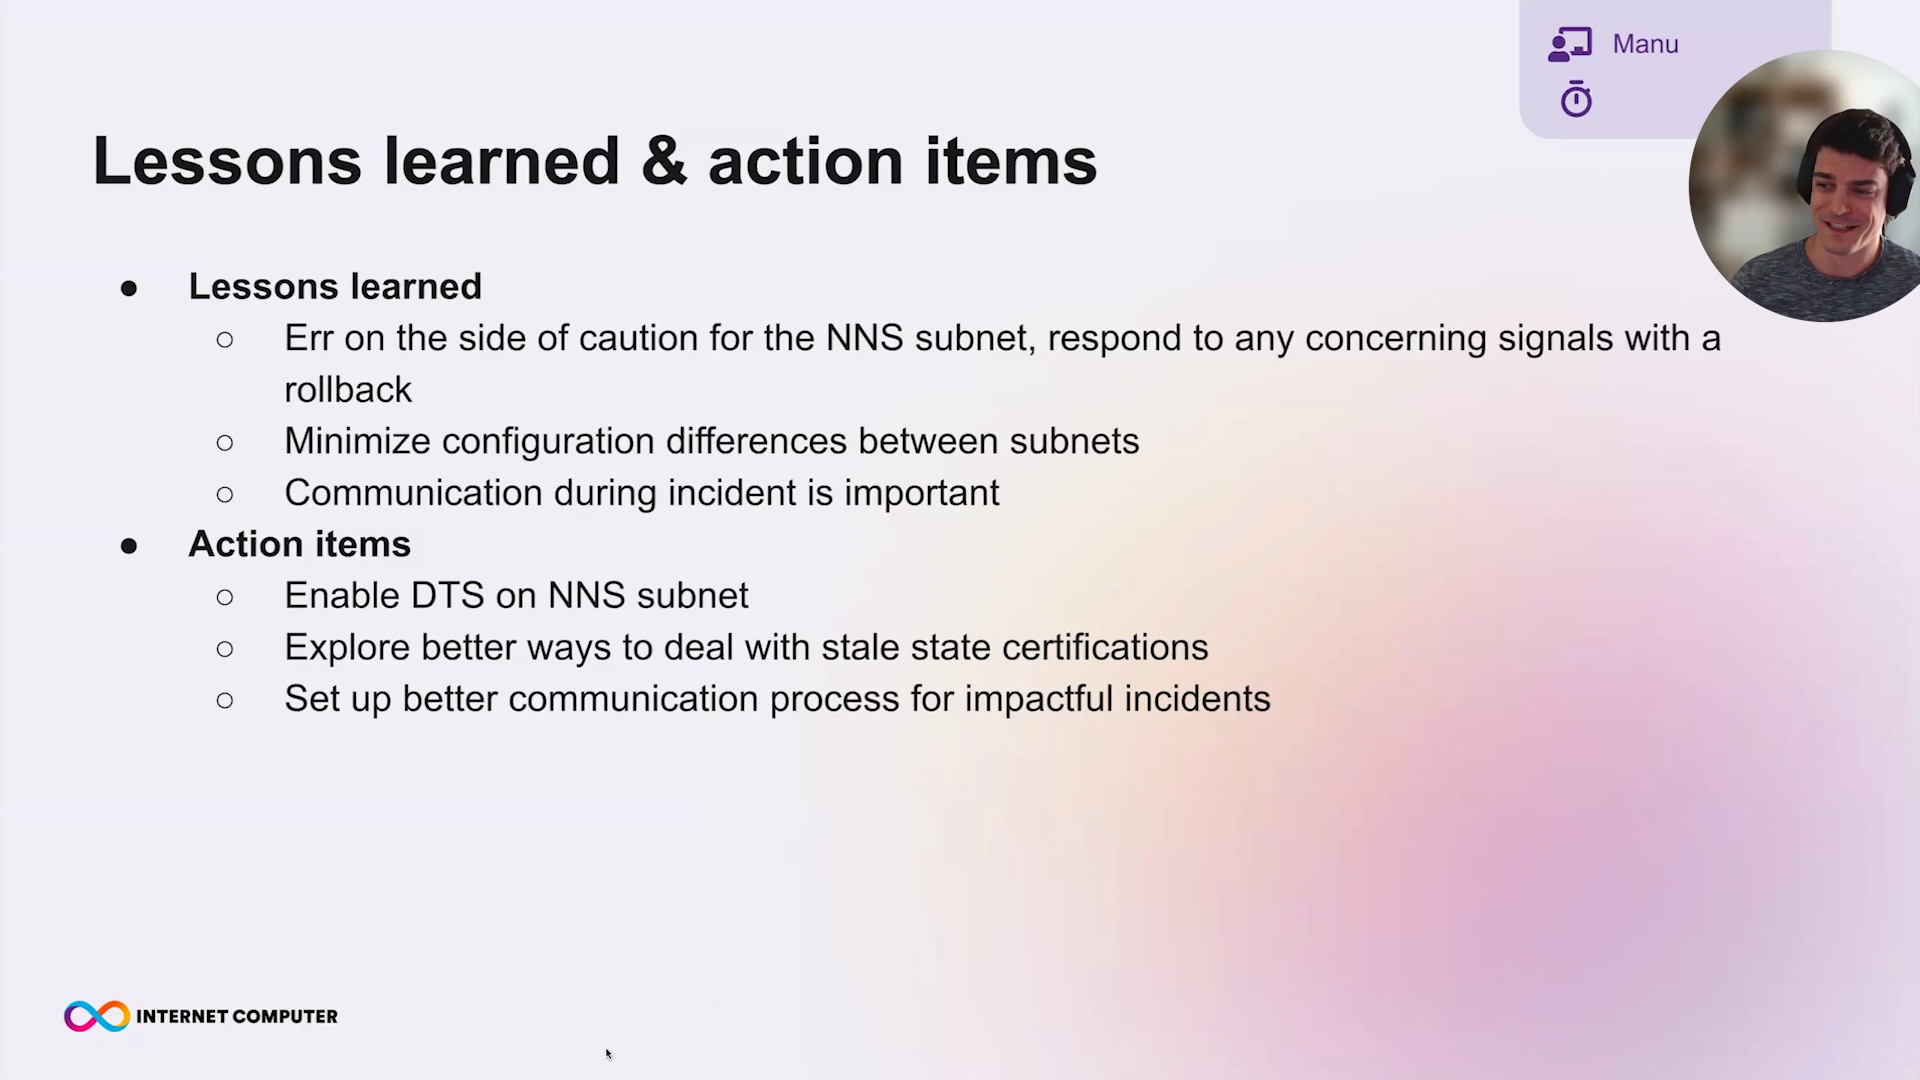 Manu
Lessons learned & action items
● Lessons learned
○ Err on the side of caution for the NNS subnet, respond to any concerning signals with a
rollback
○ Minimize configuration differences between subnets
○ Communication during incident is important
● Action items
○ Enable DTS on NNS subnet
○ Explore better ways to deal with stale state certifications
○ Set up better communication process for impactful incidents
INTERNET COMPUTER